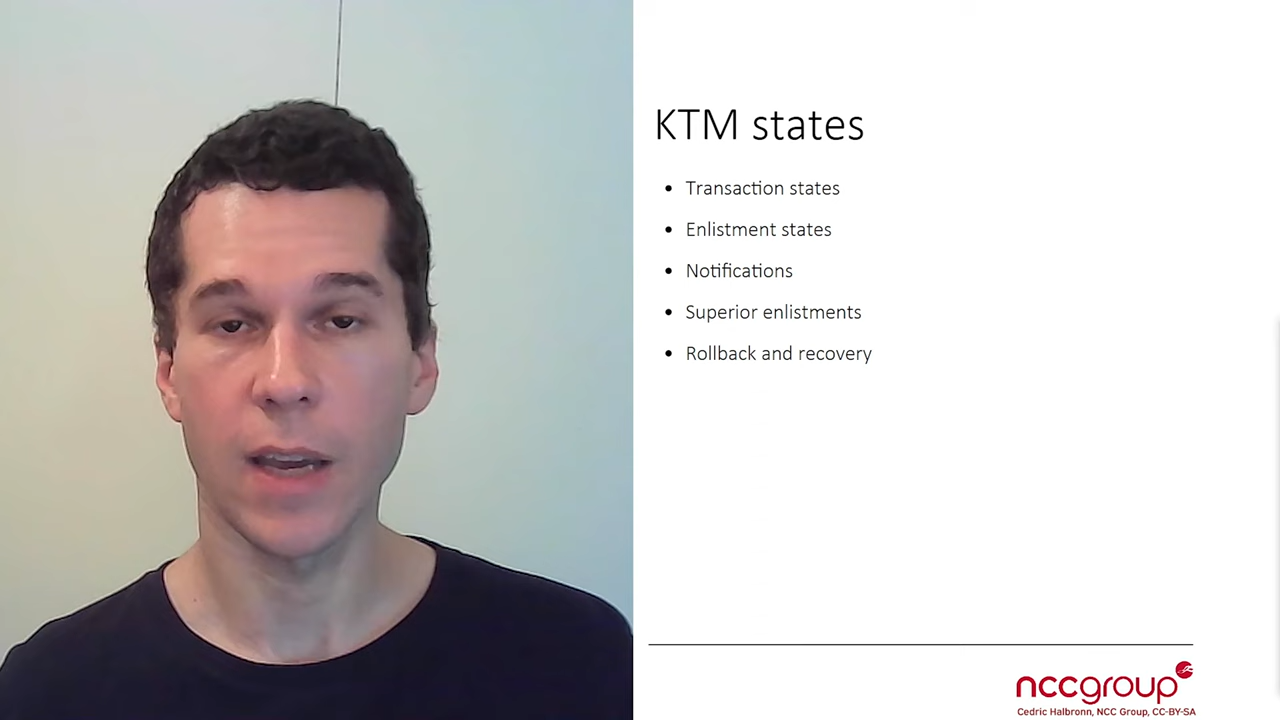 KTM states
• Transaction states
• Enlistment states
• Notifications
• Superior enlistments
• Rollback and recovery
nccgroup
Cedric Halbronn, NCC Group, CC-BY-SA